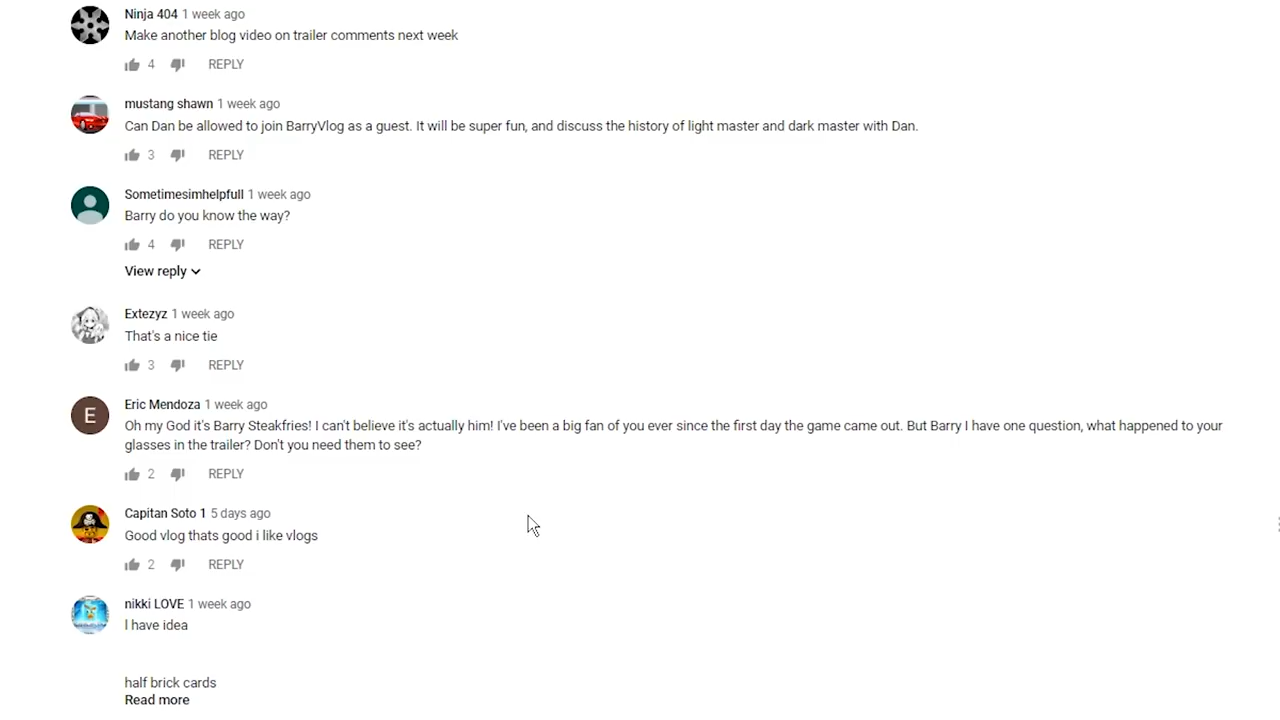 Ninja 404 1 week ago
Make another blog video on trailer comments next week
4 REPLY
mustang shawn 1 week ago
Can Dan be allowed to join BarryVlog as a guest. It will be super fun, and discuss the history of light master and dark master with Dan.
3 REPLY
Sometimesimhelpfull 1 week ago
Barry do you know the way?
4 REPLY
View reply
Extezyz 1 week ago
That's a nice tie
3 REPLY
E
Eric Mendoza 1 week ago
Oh my God it's Barry Steakfries! I can't believe it's actually him! I've been a big fan of you ever since the first day the game came out. But Barry I have one question, what happened to your
glasses in the trailer? Don't you need them to see?
2 REPLY
Capitan Soto 1 5 days ago
Good vlog thats good i like vlogs
2 REPLY
nikki LOVE 1 week ago
I have idea
half brick cards
Read more